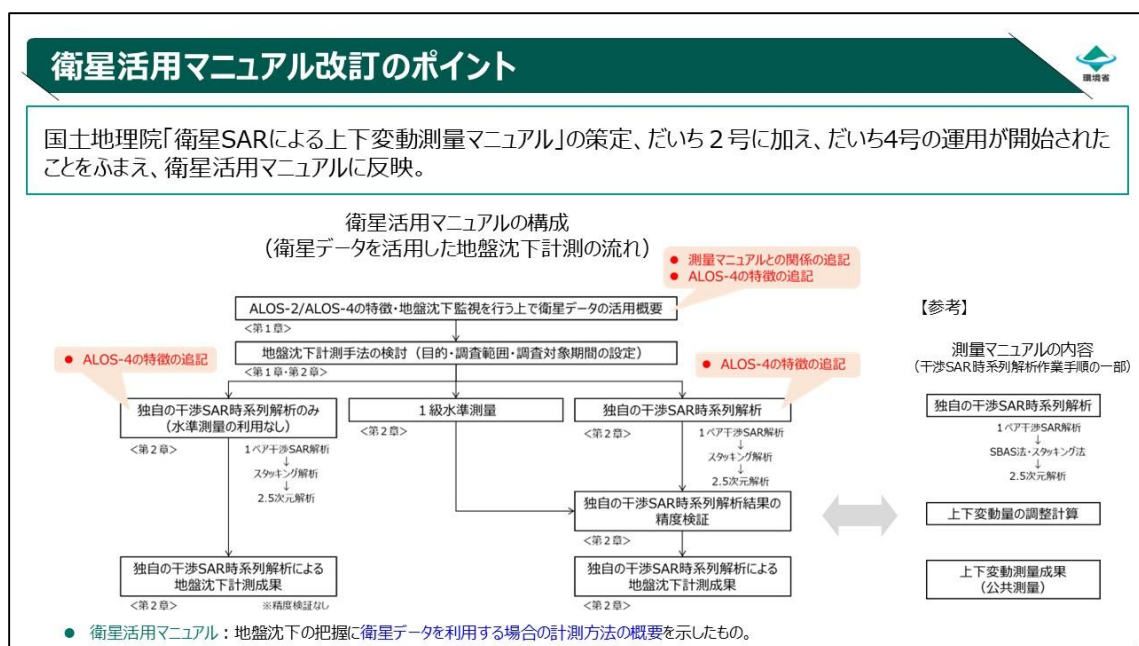 衛星活用マニュアル改訂のポイント
環境省
国土地理院「衛星SARによる上下変動測量マニュアル」の策定、だいち２号に加え、だいち4号の運用が開始された
ことをふまえ、衛星活用マニュアルに反映。
衛星活用マニュアルの構成
（衛星データを活用した地盤沈下計測の流れ）
● 測量マニュアルとの関係の追記
● ALOS-4の特徴の追記
ALOS-2/ALOS-4の特徴・地盤沈下監視を行う上で衛星データの活用概要
＜第１章＞
● ALOS-4の特徴の追記
地盤沈下計測手法の検討（目的・調査範囲・調査対象期間の設定）
＜第１章・第２章＞
● ALOS-4の特徴の追記
独自の干渉SAR時系列解析のみ
（水準測量の利用なし）
＜第２章＞
１ペア干渉SAR解析
↓
スタッキング解析
↓
2.5次元解析
１級水準測量
＜第２章＞
独自の干渉SAR時系列解析
＜第２章＞
１ペア干渉SAR解析
↓
スタッキング解析
↓
2.5次元解析
独自の干渉SAR時系列解析結果の
精度検証
＜第２章＞
独自の干渉SAR時系列解析による
地盤沈下計測成果
＜第２章＞
※精度検証なし
独自の干渉SAR時系列解析による
地盤沈下計測成果
＜第２章＞
【参考】
測量マニュアルの内容
（干渉SAR時系列解析作業手順の一部）
独自の干渉SAR時系列解析
１ペア干渉SAR解析
↓
SBAS法・スタッキング法
↓
2.5次元解析
上下変動量の調整計算
上下変動測量成果
（公共測量）
● 衛星活用マニュアル：地盤沈下の把握に衛星データを利用する場合の計測方法の概要を示したもの。